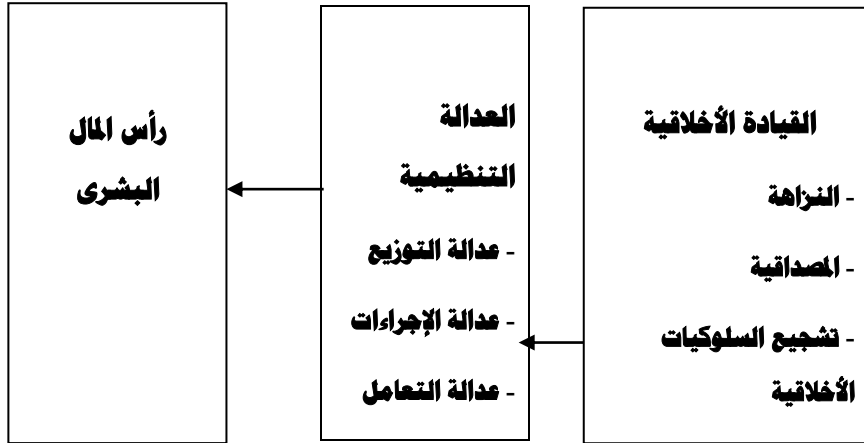 القيادة الأخلاقية
- النزاهة
- المصداقية
- تشجيع السلوكيات
الأخلاقية
العدالة
التنظيمية
- عدالة التوزيع
- عدالة الإجراءات
- عدالة التعامل
رأس المال
البشرى